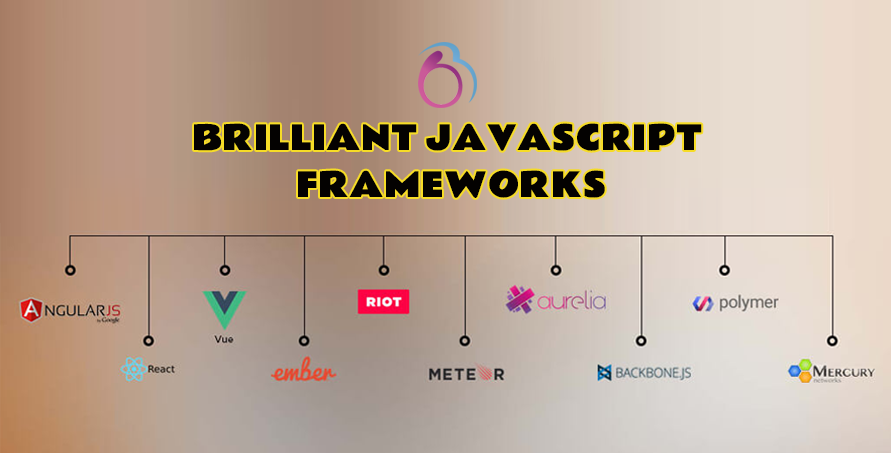 BRILLIANT JAVASCRIPT
FRAMEWORKS
ANGULARJS
by Google
React
Vue
ember
RIOT
METEOR
aurelia
BACKBONE.JS
polymer
MERCURY
networks